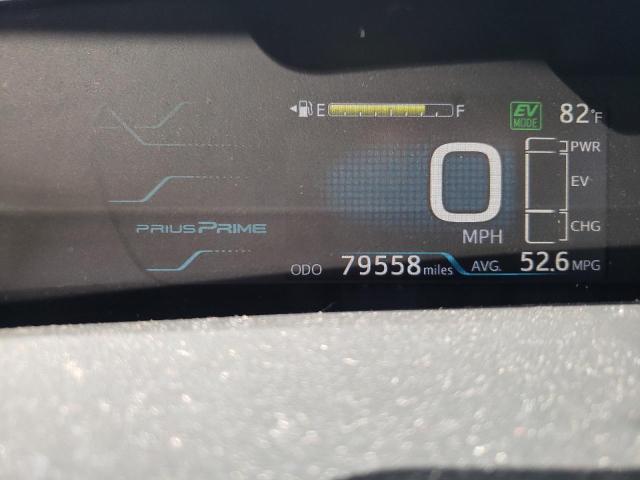 E F EV MODE 82°F
PWR
0 EV
PRIUS PRIME CHG
MPH
ODO 79558 miles AVG. 52.6 MPG